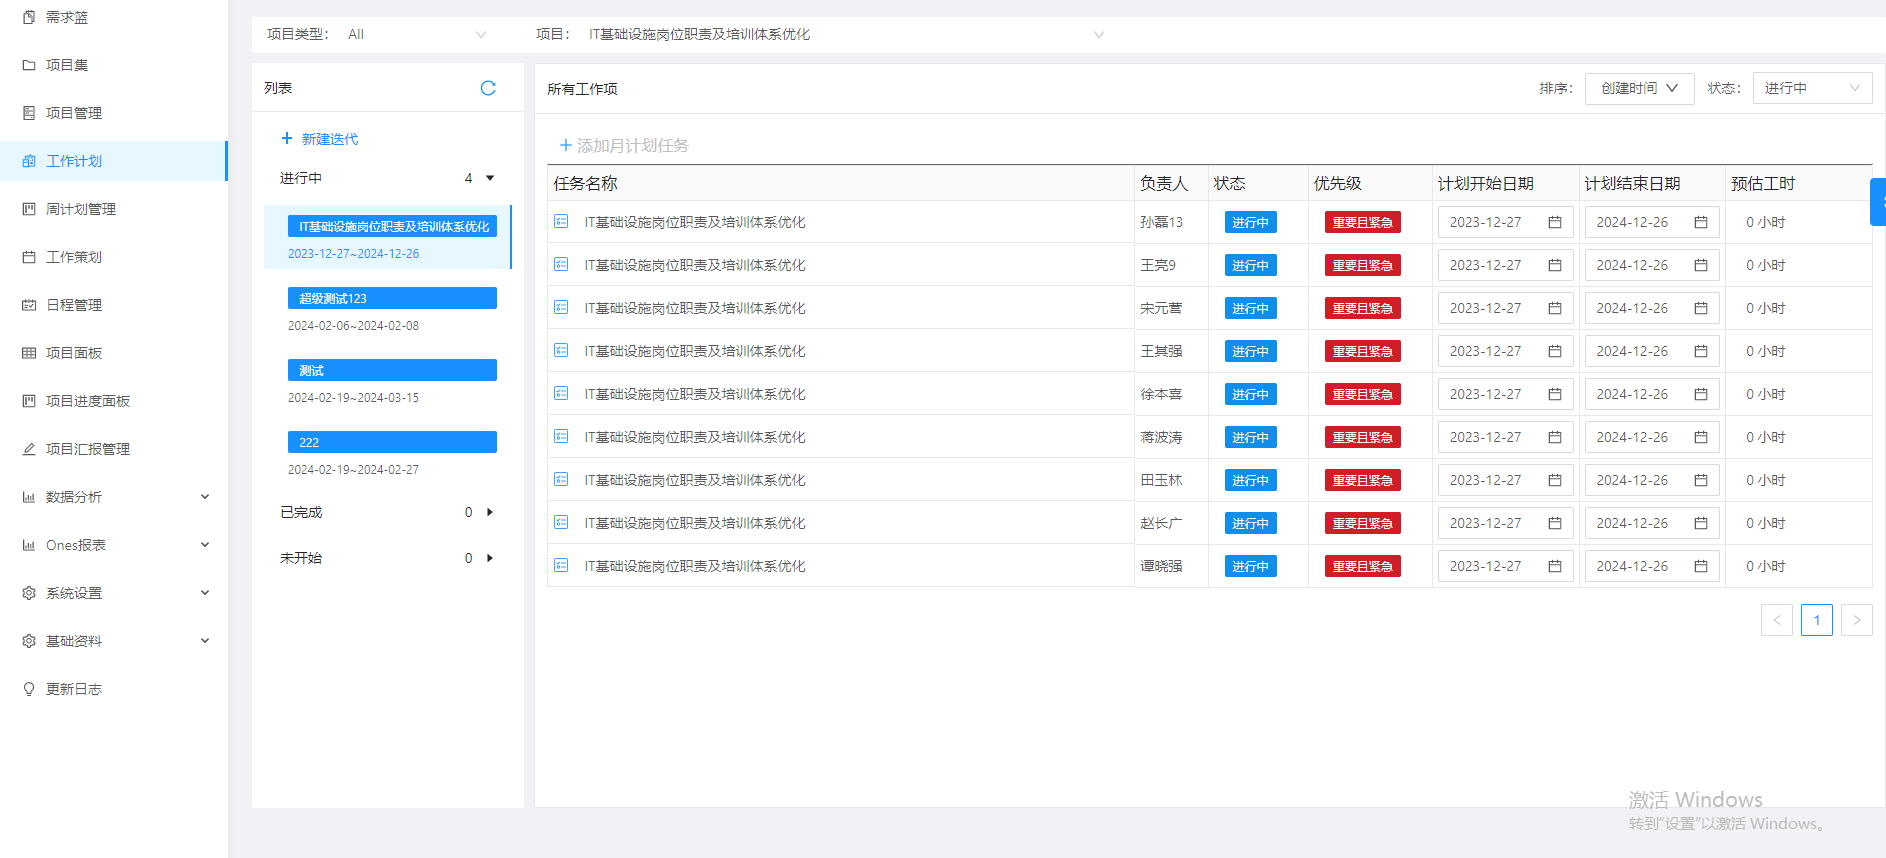 需求篮
项目集
项目管理
工作计划
周计划管理
工作策划
日程管理
项目面板
项目进度面板
项目汇报管理
数据分析
Ones报表
系统设置
基础资料
更新日志
项目类型： All 项目： IT基础设施岗位职责及培训体系优化
列表
+ 新建迭代
进行中 4
IT基础设施岗位职责及培训体系优化
2023-12-27~2024-12-26
超级测试123
2024-02-06~2024-02-08
测试
2024-02-19~2024-03-15
222
2024-02-19~2024-02-27
已完成 0
未开始 0
所有工作项 排序： 创建时间 状态： 进行中
+ 添加月计划任务
任务名称 负责人 状态 优先级 计划开始日期 计划结束日期 预估工时
IT基础设施岗位职责及培训体系优化 孙磊13 进行中 重要且紧急 2023-12-27 2024-12-26 0 小时
IT基础设施岗位职责及培训体系优化 王亮9 进行中 重要且紧急 2023-12-27 2024-12-26 0 小时
IT基础设施岗位职责及培训体系优化 宋元营 进行中 重要且紧急 2023-12-27 2024-12-26 0 小时
IT基础设施岗位职责及培训体系优化 王其强 进行中 重要且紧急 2023-12-27 2024-12-26 0 小时
IT基础设施岗位职责及培训体系优化 徐本喜 进行中 重要且紧急 2023-12-27 2024-12-26 0 小时
IT基础设施岗位职责及培训体系优化 蒋波涛 进行中 重要且紧急 2023-12-27 2024-12-26 0 小时
IT基础设施岗位职责及培训体系优化 田玉林 进行中 重要且紧急 2023-12-27 2024-12-26 0 小时
IT基础设施岗位职责及培训体系优化 赵长广 进行中 重要且紧急 2023-12-27 2024-12-26 0 小时
IT基础设施岗位职责及培训体系优化 谭晓强 进行中 重要且紧急 2023-12-27 2024-12-26 0 小时
< 1 >
激活 Windows
转到"设置"以激活 Windows。